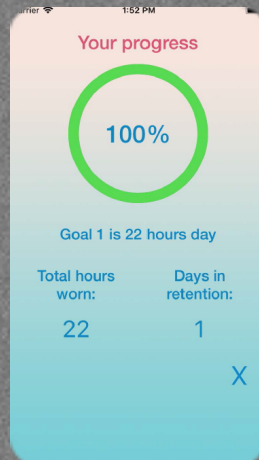 rrier 1:52 PM
Your progress
100%
Goal 1 is 22 hours day
Total hours worn:
22
Days in retention:
1
X